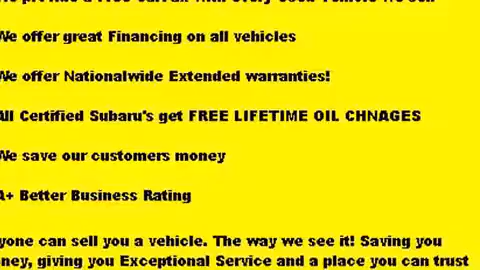 We offer great Financing on all vehicles
We offer Nationalwide Extended warranties!
All Certified Subaru's get FREE LIFETIME OIL CHNAGES
We save our customers money
A+ Better Business Rating
yone can sell you a vehicle. The way we see it! Saving you
ney, giving you Exceptional Service and a place you can trust